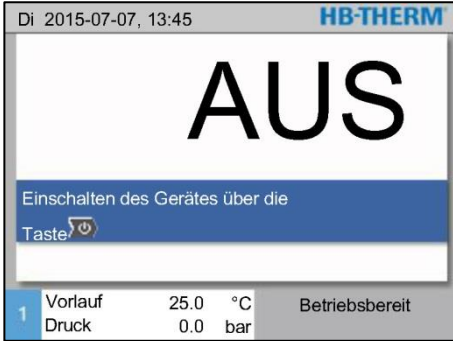 Di 2015-07-07, 13:45 HB-THERM
AUS
Einschalten des Gerätes über die
Taste
1 Vorlauf 25.0 °C Betriebsbereit
Druck 0.0 bar